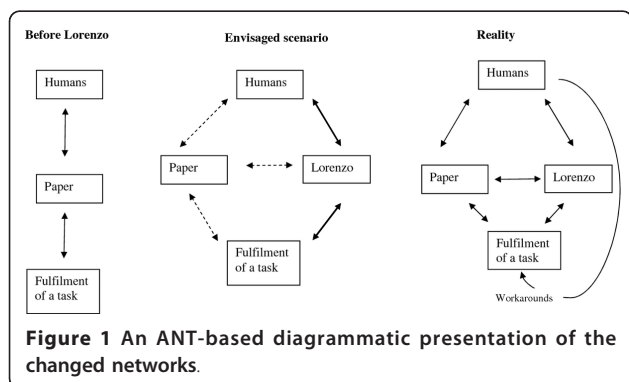 Before Lorenzo
Humans
Paper
Fulfilment
of a task
Envisaged scenario
Humans
Paper
Lorenzo
Fulfilment
of a task
Reality
Humans
Paper
Lorenzo
Fulfilment
of a task
Workarounds
Figure 1 An ANT-based diagrammatic presentation of the
changed networks.